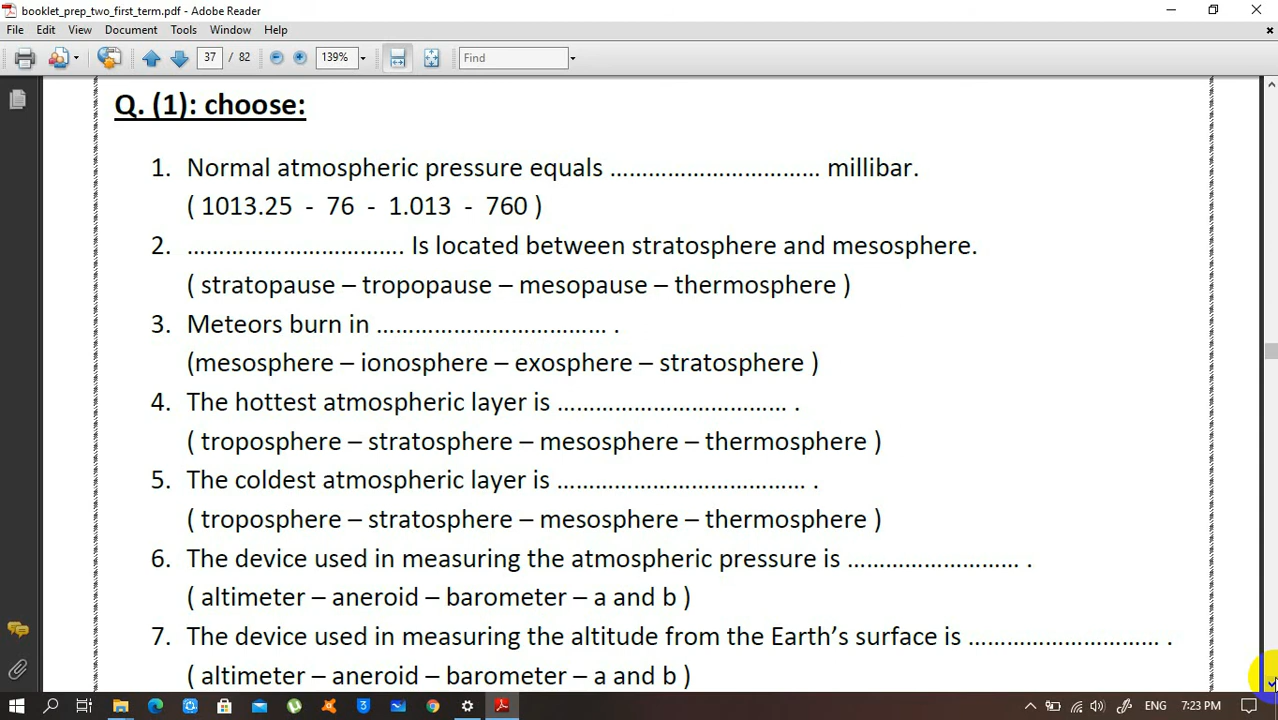 booklet_prep_two_first_term.pdf - Adobe Reader
File Edit View Document Tools Window Help
37 / 82 139% Find
Q. (1): choose:
1. Normal atmospheric pressure equals ................................ millibar.
( 1013.25 - 76 - 1.013 - 760 )
2. ................................. Is located between stratosphere and mesosphere.
( stratopause – tropopause – mesopause – thermosphere )
3. Meteors burn in ................................... .
(mesosphere – ionosphere – exosphere – stratosphere )
4. The hottest atmospheric layer is ................................... .
( troposphere – stratosphere – mesosphere – thermosphere )
5. The coldest atmospheric layer is ...................................... .
( troposphere – stratosphere – mesosphere – thermosphere )
6. The device used in measuring the atmospheric pressure is .......................... .
( altimeter – aneroid – barometer – a and b )
7. The device used in measuring the altitude from the Earth’s surface is ............................. .
( altimeter – aneroid – barometer – a and b )
ENG 7:23 PM